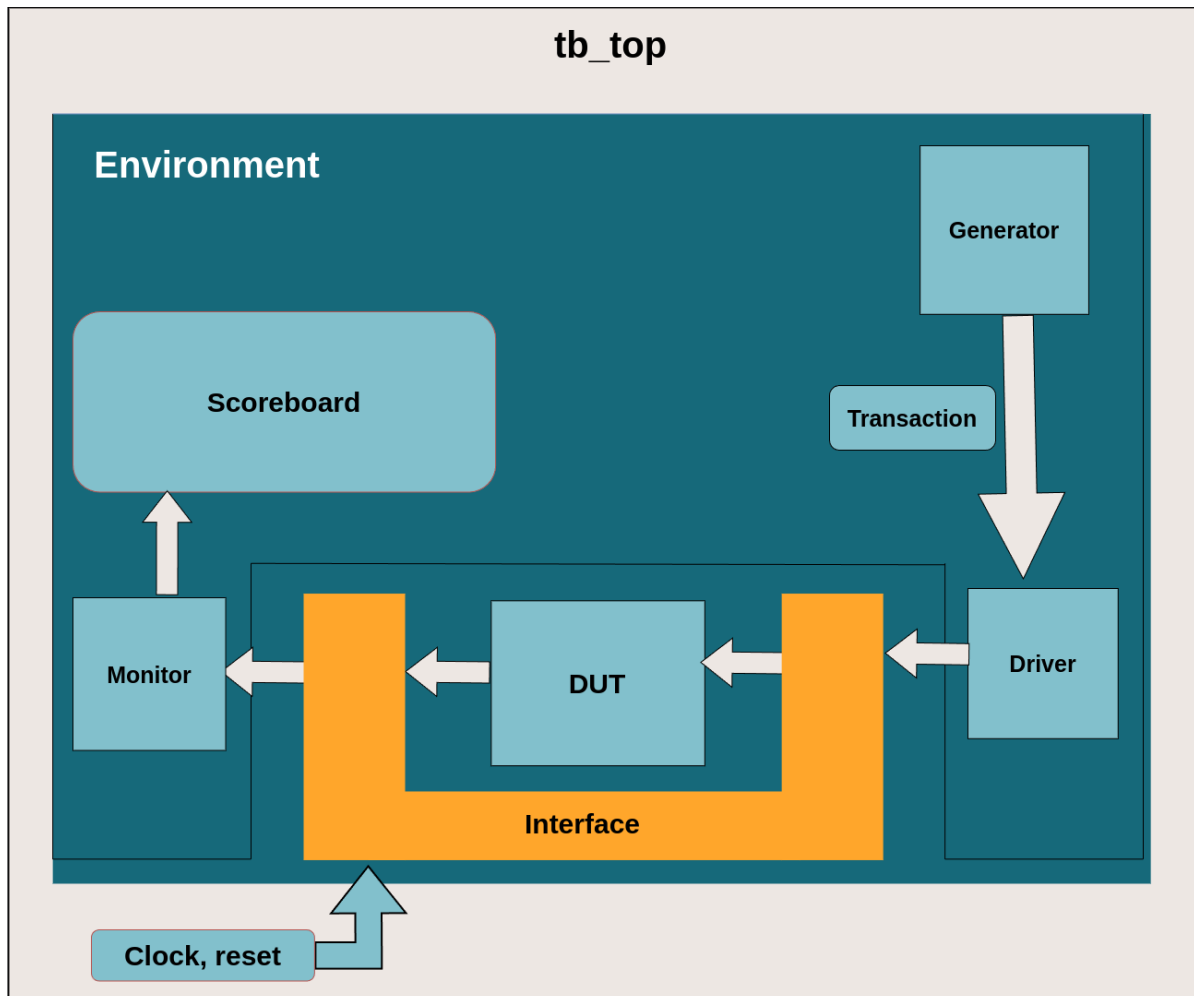 tb_top
Environment
Generator
Scoreboard
Transaction
Monitor
DUT
Driver
Interface
Clock, reset